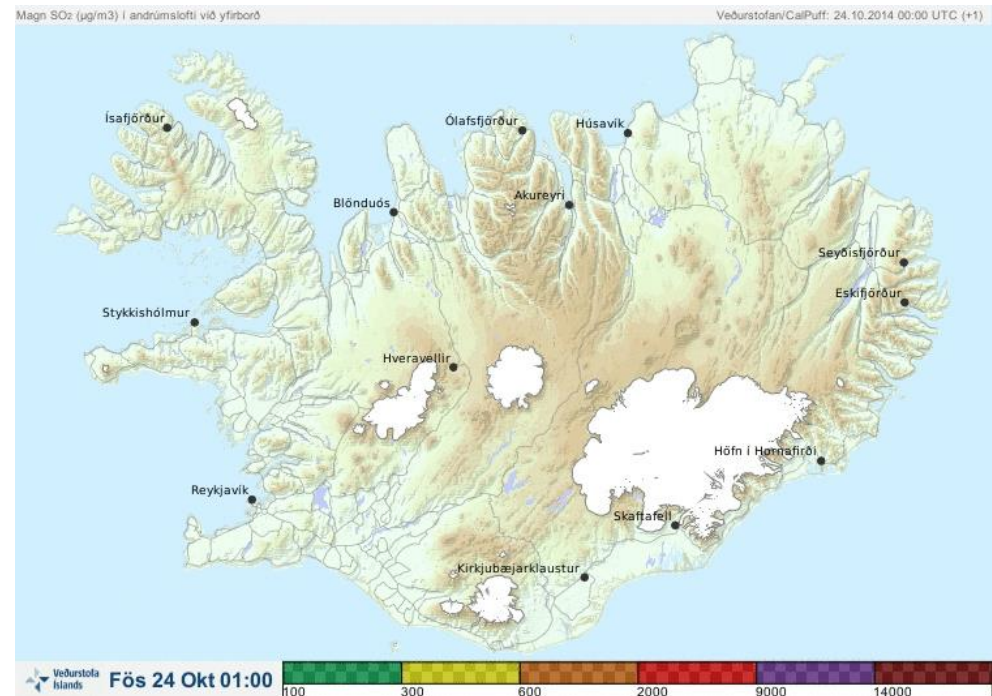 Magn SO₂ (µg/m3) í andrúmslofti við yfirborð
Veðurstofan/CalPuff: 24.10.2014 00:00 UTC (+1)
Ísafjörður
Ólafsfjörður
Húsavík
Blönduós
Akureyri
Seyðisfjörður
Eskifjörður
Stykkishólmur
Hveravellir
Höfn í Hornafirði
Reykjavík
Skaftafell
Kirkjubæjarklaustur
Veðurstofa
Íslands
Fös 24 Okt 01:00
100 300 600 2000 9000 14000